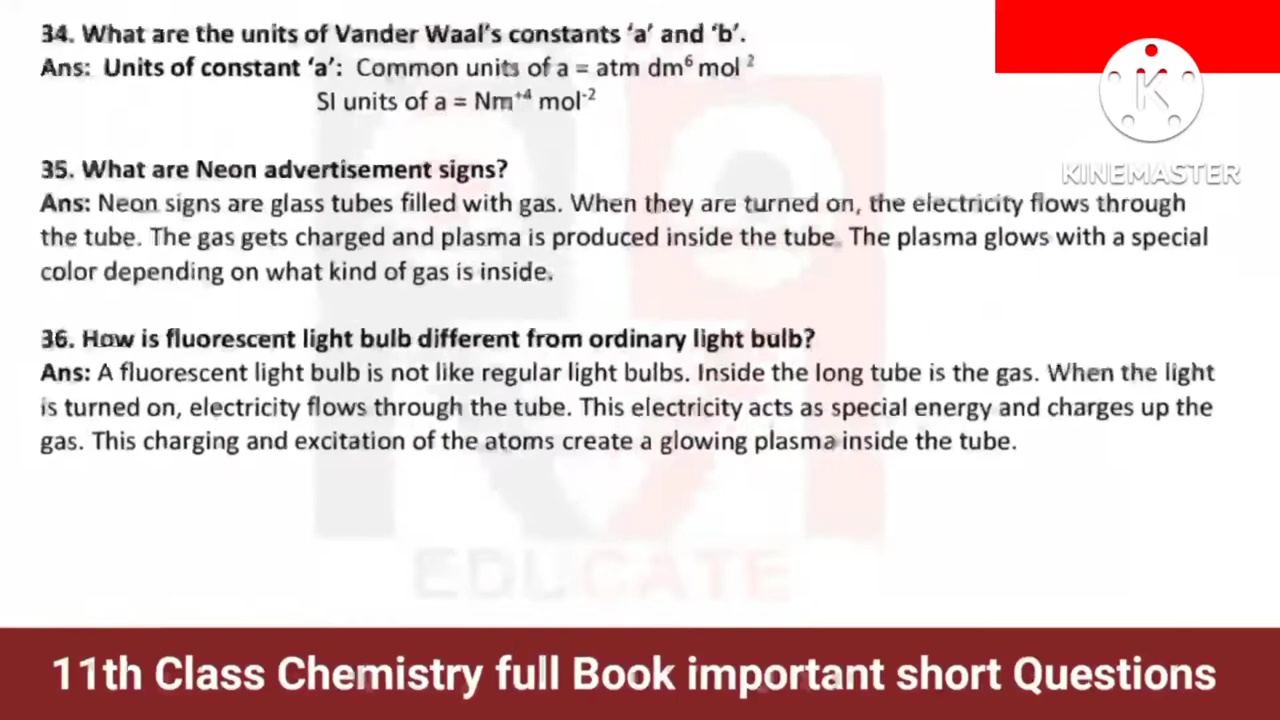 34. What are the units of Vander Waal's constants 'a' and 'b'.
Ans: Units of constant 'a': Common units of a = atm dm⁶ mol ²
SI units of a = Nm⁺⁴ mol⁻²
KINEMASTER
35. What are Neon advertisement signs?
Ans: Neon signs are glass tubes filled with gas. When they are turned on, the electricity flows through
the tube. The gas gets charged and plasma is produced inside the tube. The plasma glows with a special
color depending on what kind of gas is inside.
36. How is fluorescent light bulb different from ordinary light bulb?
Ans: A fluorescent light bulb is not like regular light bulbs. Inside the long tube is the gas. When the light
is turned on, electricity flows through the tube. This electricity acts as special energy and charges up the
gas. This charging and excitation of the atoms create a glowing plasma inside the tube.
EDUCATE
11th Class Chemistry full Book important short Questions